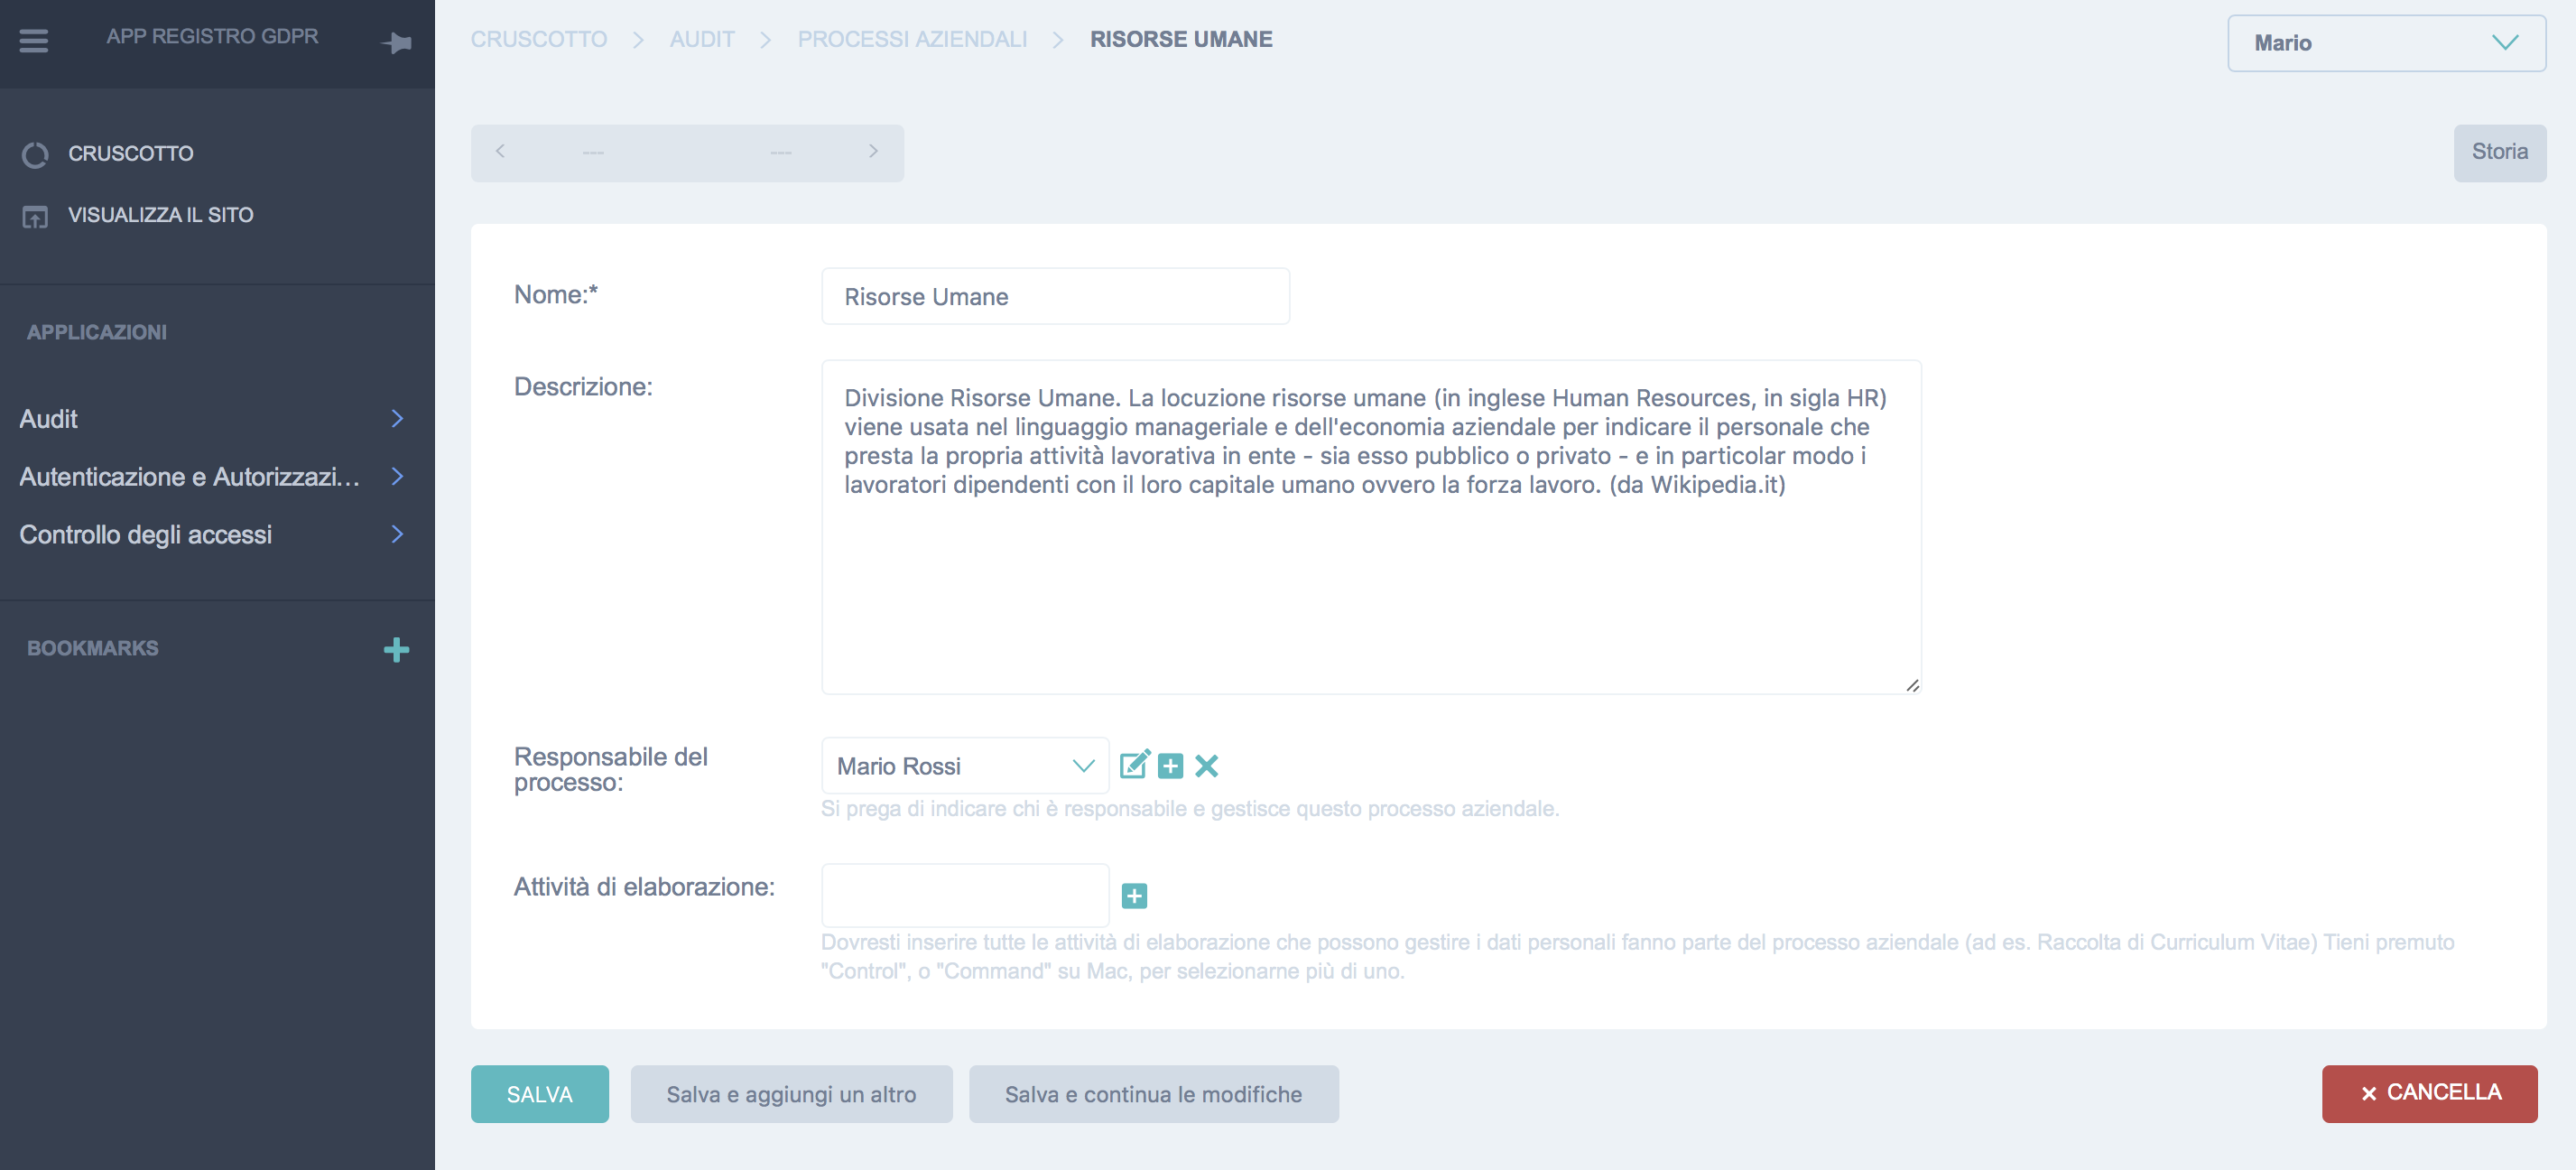 APP REGISTRO GDPR
CRUSCOTTO
VISUALIZZA IL SITO
APPLICAZIONI
Audit
Autenticazione e Autorizzazi...
Controllo degli accessi
BOOKMARKS
CRUSCOTTO > AUDIT > PROCESSI AZIENDALI > RISORSE UMANE
Mario
--- ---
Storia
Nome:*
Risorse Umane
Descrizione:
Divisione Risorse Umane. La locuzione risorse umane (in inglese Human Resources, in sigla HR)
viene usata nel linguaggio manageriale e dell'economia aziendale per indicare il personale che
presta la propria attività lavorativa in ente - sia esso pubblico o privato - e in particolar modo i
lavoratori dipendenti con il loro capitale umano ovvero la forza lavoro. (da Wikipedia.it)
Responsabile del
processo:
Mario Rossi
Si prega di indicare chi è responsabile e gestisce questo processo aziendale.
Attività di elaborazione:
Dovresti inserire tutte le attività di elaborazione che possono gestire i dati personali fanno parte del processo aziendale (ad es. Raccolta di Curriculum Vitae) Tieni premuto
"Control", o "Command" su Mac, per selezionarne più di uno.
SALVA
Salva e aggiungi un altro
Salva e continua le modifiche
CANCELLA